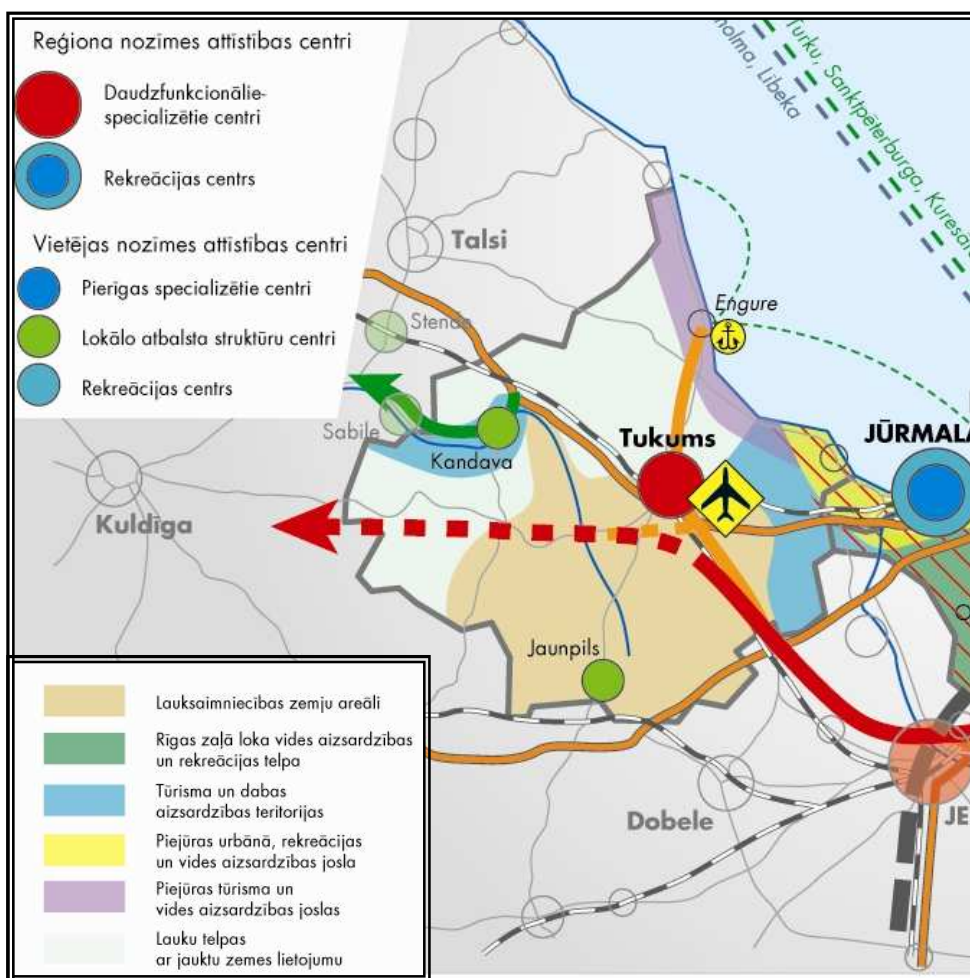 Reģiona nozīmes attīstības centri
Daudzfunkcionālie-
specializētie centri
Rekreācijas centrs
Vietējas nozīmes attīstības centri
Pierīgas specializētie centri
Lokālo atbalsta struktūru centri
Rekreācijas centrs
Turku, Sanktpēterburga, Kuresār
holma, Lībeka
Talsi
Stende
Engure
Sabile
Kandava
Tukums
JŪRMALA
Kuldīga
Jaunpils
Dobele
JE
Lauksaimniecības zemju areāli
Rīgas zaļā loka vides aizsardzības
un rekreācijas telpa
Tūrisma un dabas
aizsardzības teritorijas
Piejūras urbānā, rekreācijas
un vides aizsardzības josla
Piejūras tūrisma un
vides aizsardzības joslas
Lauku telpas
ar jauktu zemes lietojumu